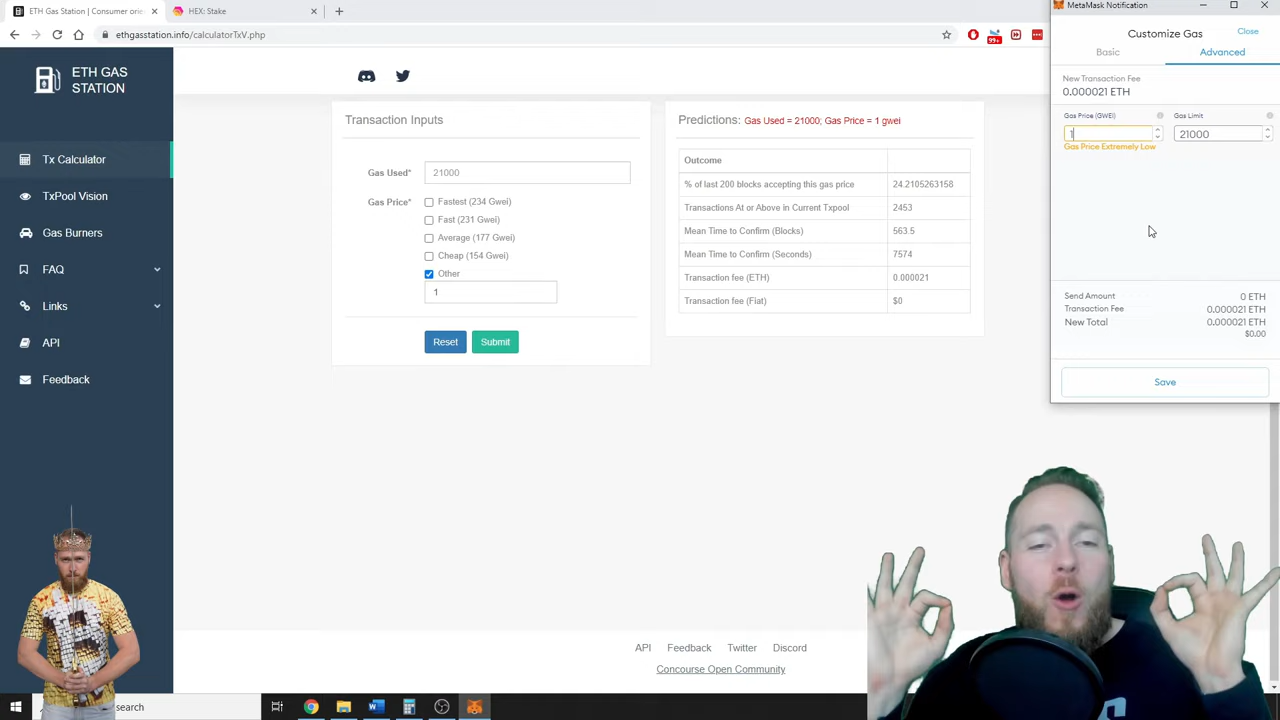 ETH Gas Station | Consumer orie
HEX: Stake
ethgasstation.info/calculatorTxV.php
99+
ETH GAS
STATION
Tx Calculator
TxPool Vision
Gas Burners
FAQ
Links
API
Feedback
Transaction Inputs
Gas Used*
21000
Gas Price*
Fastest (234 Gwei)
Fast (231 Gwei)
Average (177 Gwei)
Cheap (154 Gwei)
Other
1
Reset
Submit
Predictions: Gas Used = 21000; Gas Price = 1 gwei
Outcome
% of last 200 blocks accepting this gas price 24.2105263158
Transactions At or Above in Current Txpool 2453
Mean Time to Confirm (Blocks) 563.5
Mean Time to Confirm (Seconds) 7574
Transaction fee (ETH) 0.000021
Transaction fee (Fiat) $0
API Feedback Twitter Discord
Concourse Open Community
MetaMask Notification
Customize Gas
Close
Basic
Advanced
New Transaction Fee
0.000021 ETH
Gas Price (GWEI)
Gas Limit
1
21000
Gas Price Extremely Low
Send Amount 0 ETH
Transaction Fee 0.000021 ETH
New Total 0.000021 ETH
$0.00
Save
search